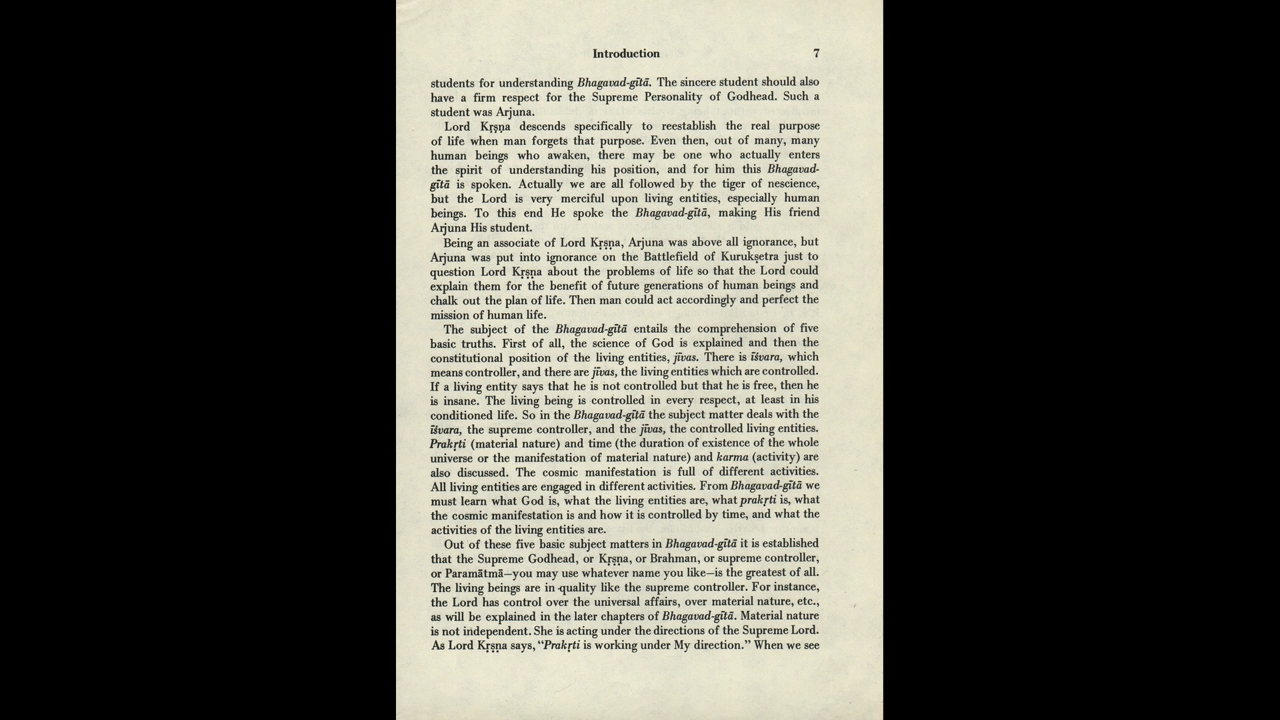 Introduction 7
students for understanding Bhagavad-gītā. The sincere student should also
have a firm respect for the Supreme Personality of Godhead. Such a
student was Arjuna.
Lord Kṛṣṇa descends specifically to reestablish the real purpose
of life when man forgets that purpose. Even then, out of many, many
human beings who awaken, there may be one who actually enters
the spirit of understanding his position, and for him this Bhagavad-
gītā is spoken. Actually we are all followed by the tiger of nescience,
but the Lord is very merciful upon living entities, especially human
beings. To this end He spoke the Bhagavad-gītā, making His friend
Arjuna His student.
Being an associate of Lord Kṛṣṇa, Arjuna was above all ignorance, but
Arjuna was put into ignorance on the Battlefield of Kurukṣetra just to
question Lord Kṛṣṇa about the problems of life so that the Lord could
explain them for the benefit of future generations of human beings and
chalk out the plan of life. Then man could act accordingly and perfect the
mission of human life.
The subject of the Bhagavad-gītā entails the comprehension of five
basic truths. First of all, the science of God is explained and then the
constitutional position of the living entities, jīvas. There is īśvara, which
means controller, and there are jīvas, the living entities which are controlled.
If a living entity says that he is not controlled but that he is free, then he
is insane. The living being is controlled in every respect, at least in his
conditioned life. So in the Bhagavad-gītā the subject matter deals with the
īśvara, the supreme controller, and the jīvas, the controlled living entities.
Prakṛti (material nature) and time (the duration of existence of the whole
universe or the manifestation of material nature) and karma (activity) are
also discussed. The cosmic manifestation is full of different activities.
All living entities are engaged in different activities. From Bhagavad-gītā we
must learn what God is, what the living entities are, what prakṛti is, what
the cosmic manifestation is and how it is controlled by time, and what the
activities of the living entities are.
Out of these five basic subject matters in Bhagavad-gītā it is established
that the Supreme Godhead, or Kṛṣṇa, or Brahman, or supreme controller,
or Paramātmā—you may use whatever name you like—is the greatest of all.
The living beings are in quality like the supreme controller. For instance,
the Lord has control over the universal affairs, over material nature, etc.,
as will be explained in the later chapters of Bhagavad-gītā. Material nature
is not independent. She is acting under the directions of the Supreme Lord.
As Lord Kṛṣṇa says, “Prakṛti is working under My direction.” When we see